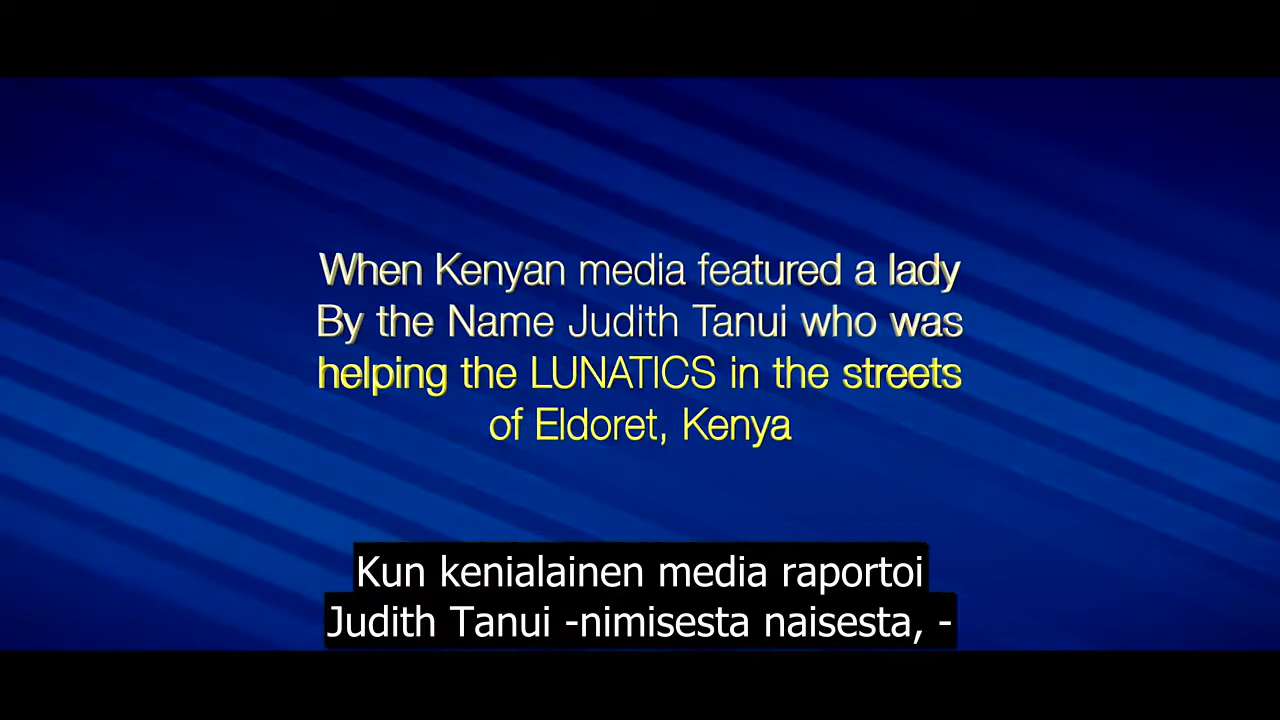 When Kenyan media featured a lady
By the Name Judith Tanui who was
helping the LUNATICS in the streets
of Eldoret, Kenya
Kun kenialainen media raportoi
Judith Tanui -nimisesta naisesta, -